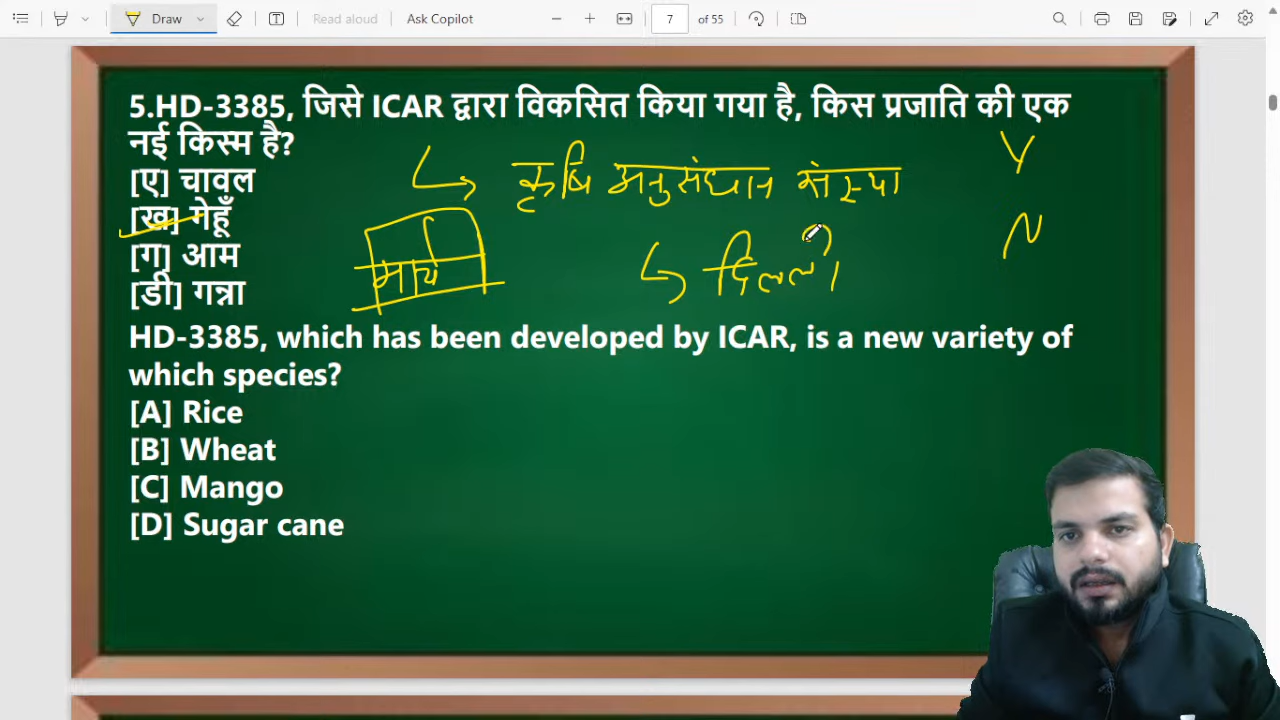 Draw
Read aloud
Ask Copilot
7 of 55
5.HD-3385, जिसे ICAR द्वारा विकसित किया गया है, किस प्रजाति की एक
नई किस्म है?
[ए] चावल
[ख] गेहूँ
[ग] आम
[डी] गन्ना
कृषि अनुसंधान संस्था
Y
N
मार्च
दिल्ली
HD-3385, which has been developed by ICAR, is a new variety of
which species?
[A] Rice
[B] Wheat
[C] Mango
[D] Sugar cane